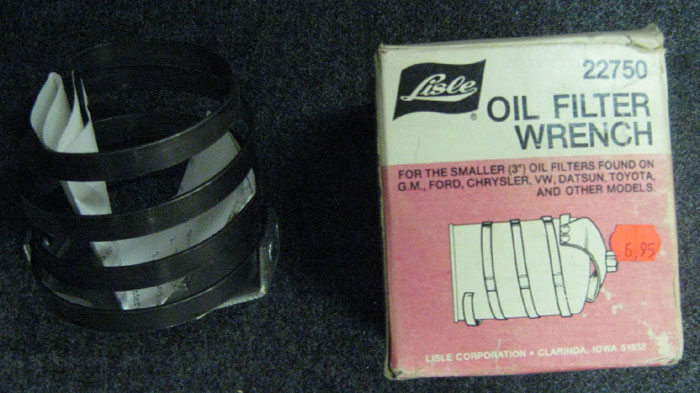 Lisle
®
22750
OIL FILTER
WRENCH
FOR THE SMALLER (3") OIL FILTERS FOUND ON
G.M., FORD, CHRYSLER, VW, DATSUN, TOYOTA,
AND OTHER MODELS.
6,95
LISLE CORPORATION • CLARINDA, IOWA 51632